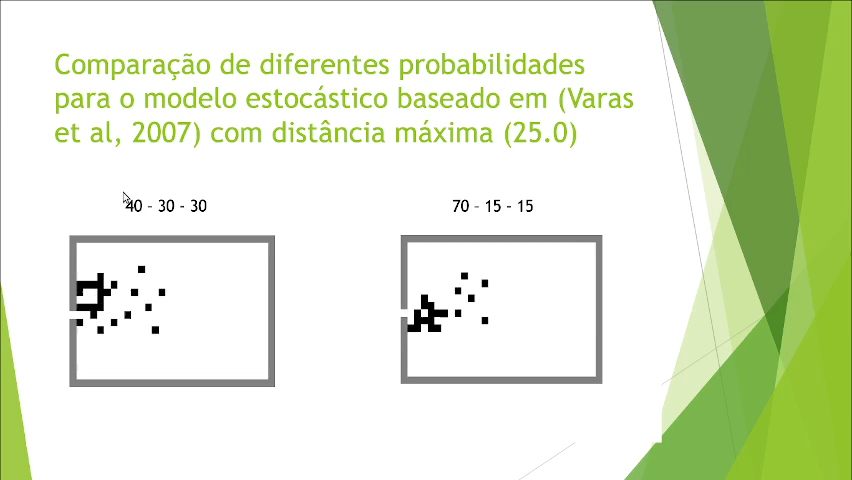 Comparação de diferentes probabilidades
para o modelo estocástico baseado em (Varas
et al, 2007) com distância máxima (25.0)
40 – 30 – 30
70 – 15 – 15